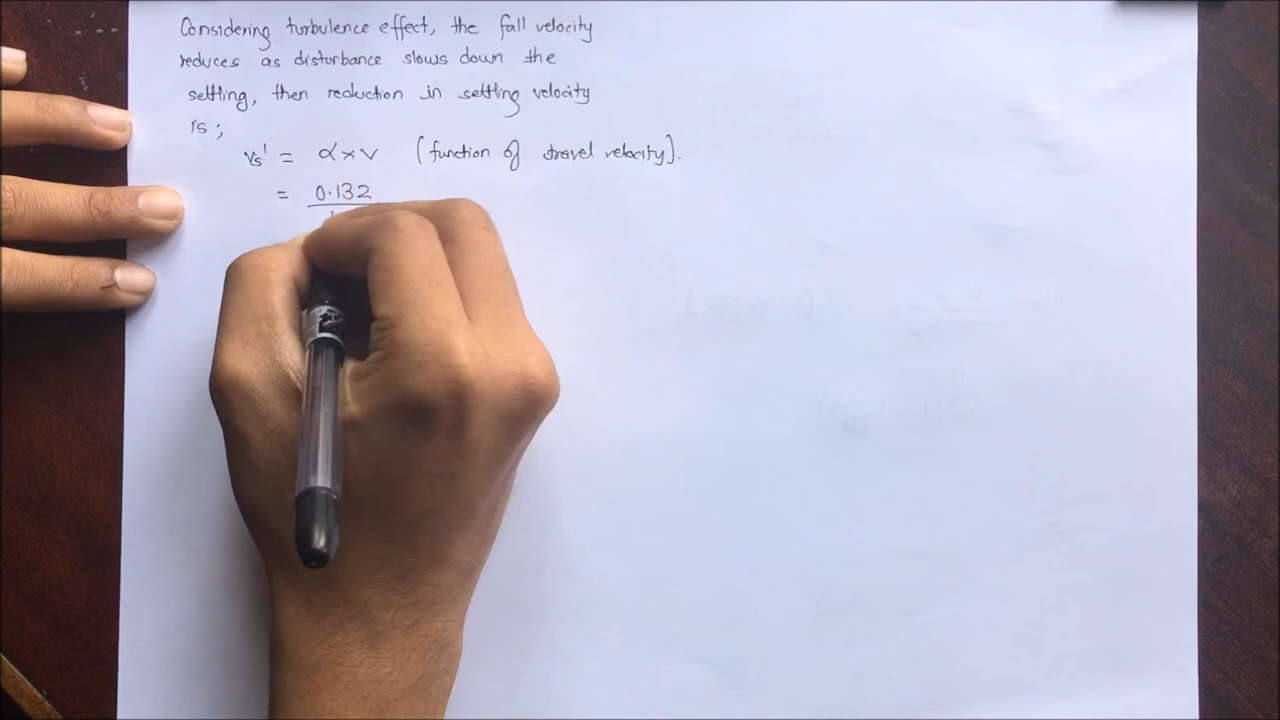 Considering turbulence effect, the fall velocity
reduces as disturbance slows down the
settling, then reduction in settling velocity
is;
vs' = α × v (function of travel velocity).
= 0.132